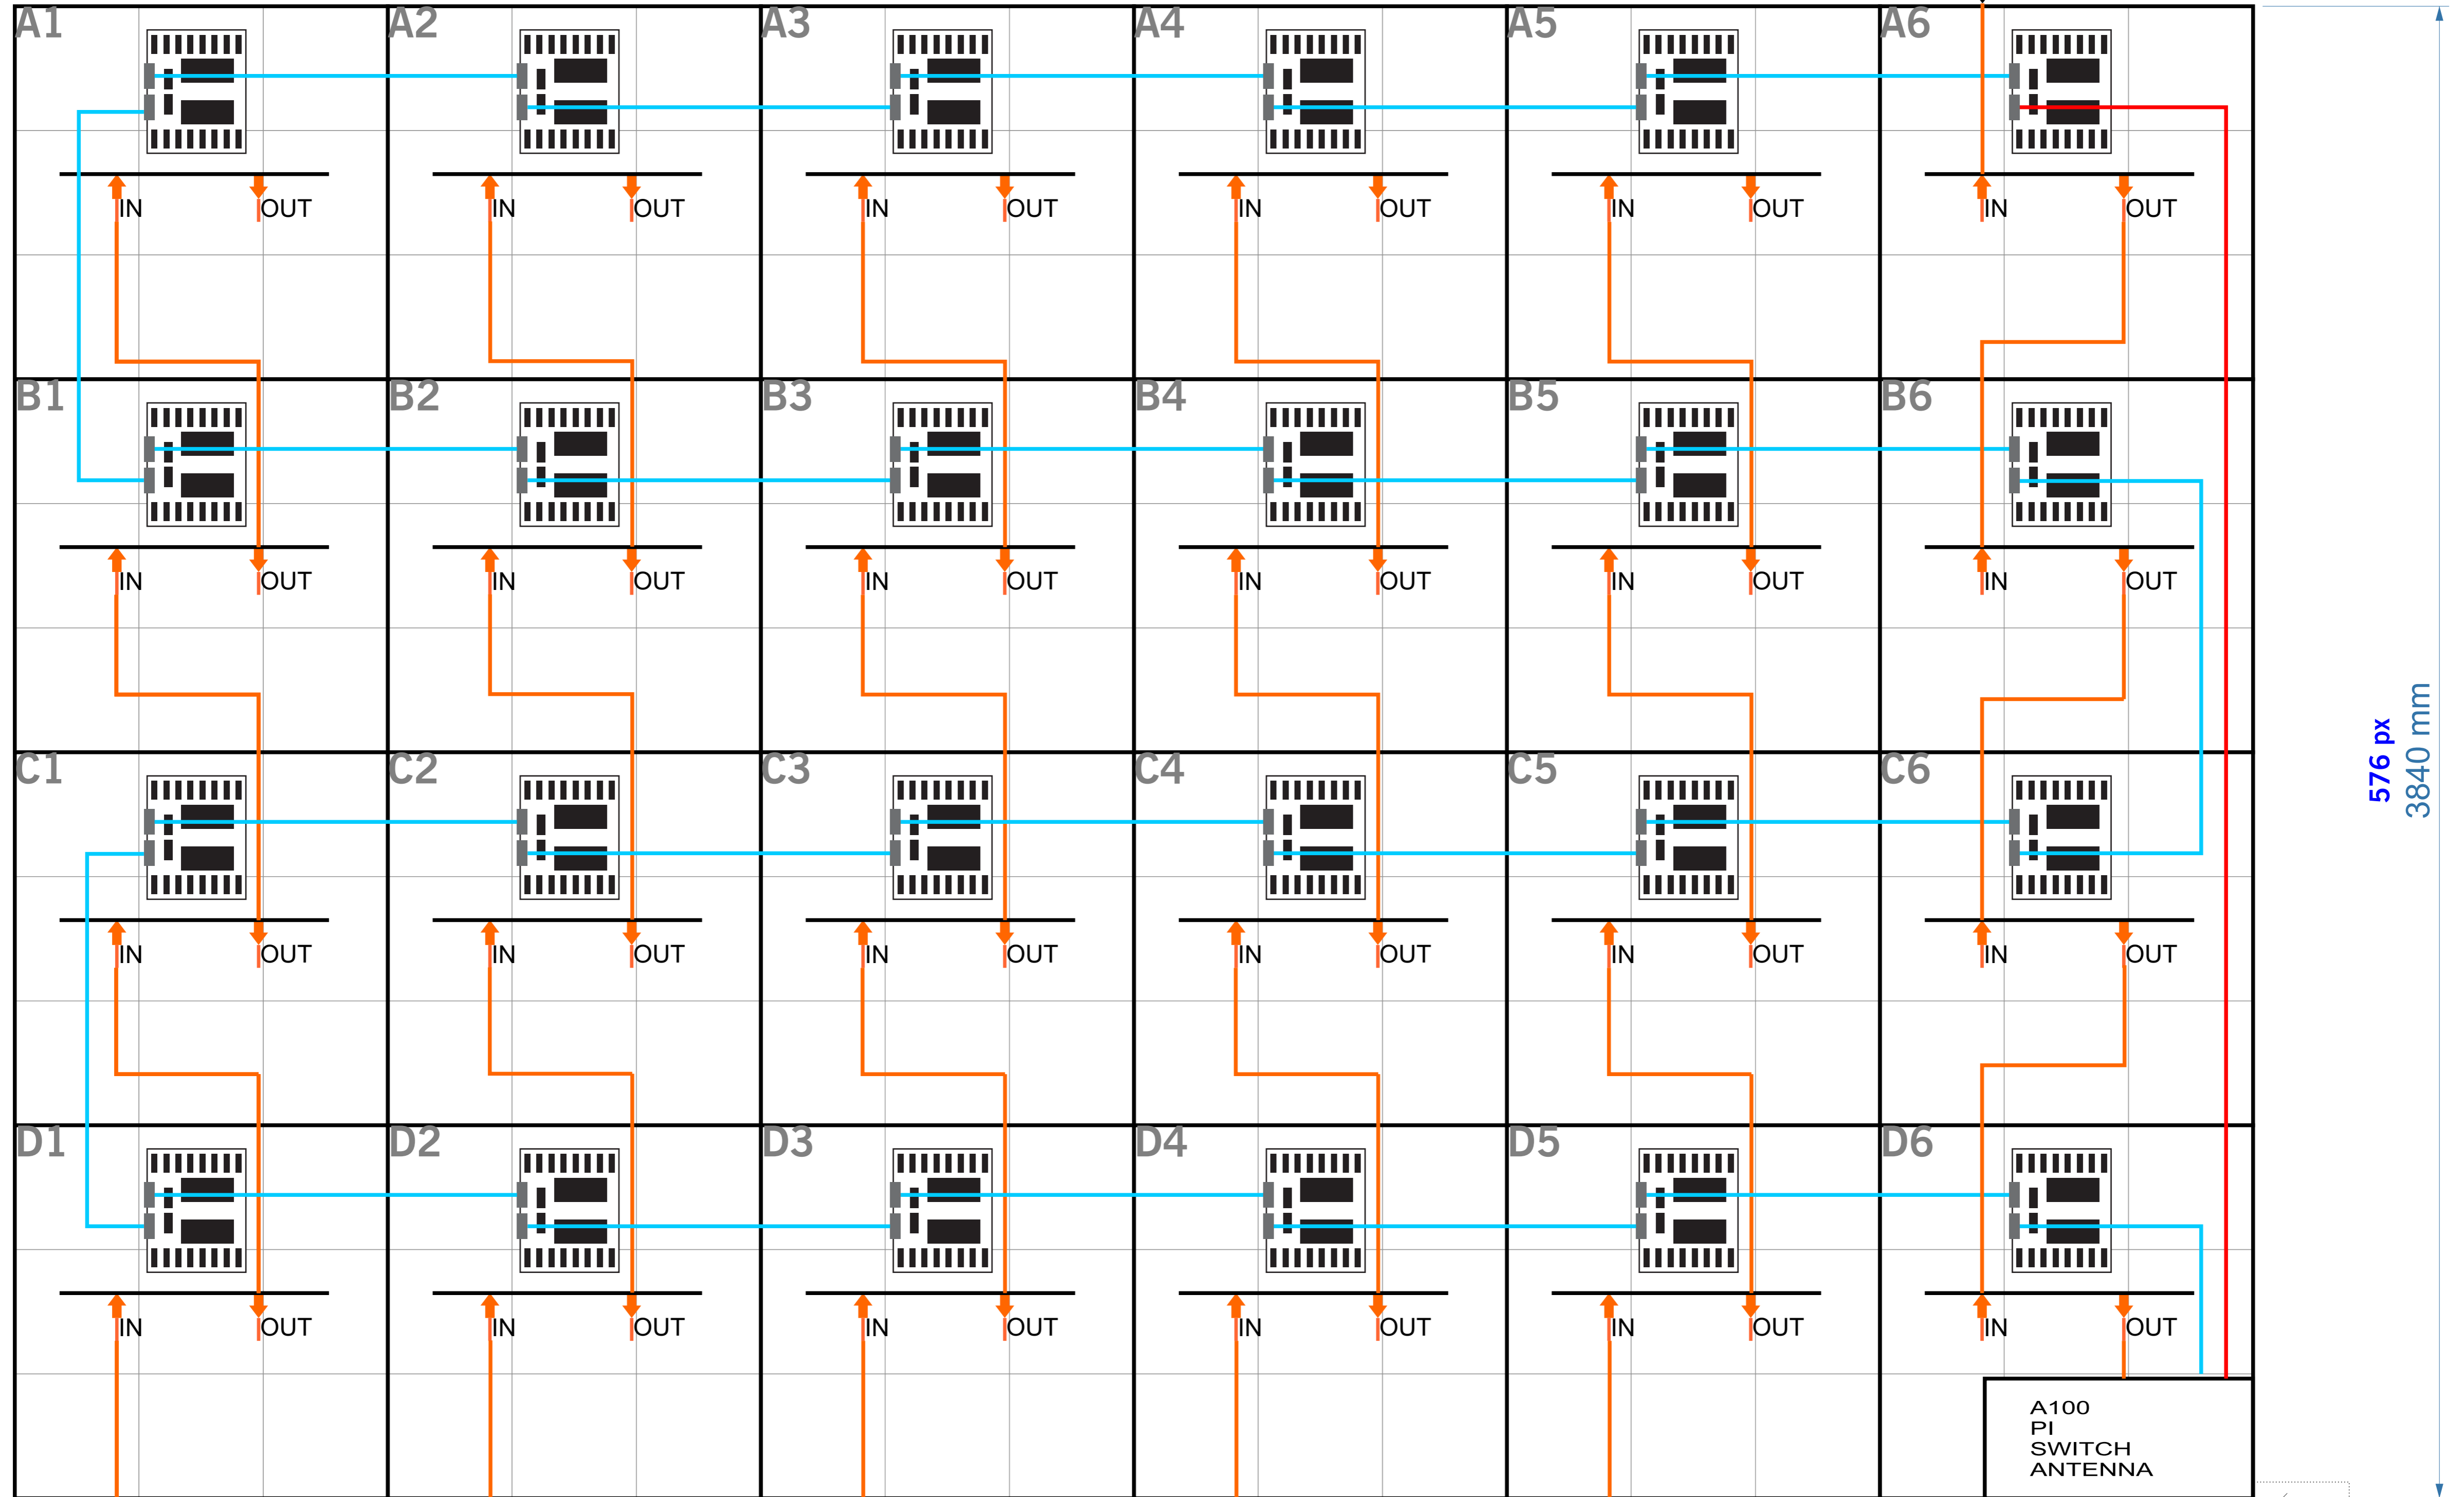 A1 A2 A3 A4 A5 A6
IN OUT IN OUT IN OUT IN OUT IN OUT IN OUT
B1 B2 B3 B4 B5 B6
IN OUT IN OUT IN OUT IN OUT IN OUT IN OUT
576 px
3840 mm
C1 C2 C3 C4 C5 C6
IN OUT IN OUT IN OUT IN OUT IN OUT IN OUT
D1 D2 D3 D4 D5 D6
IN OUT IN OUT IN OUT IN OUT IN OUT IN OUT
A100
PI
SWITCH
ANTENNA